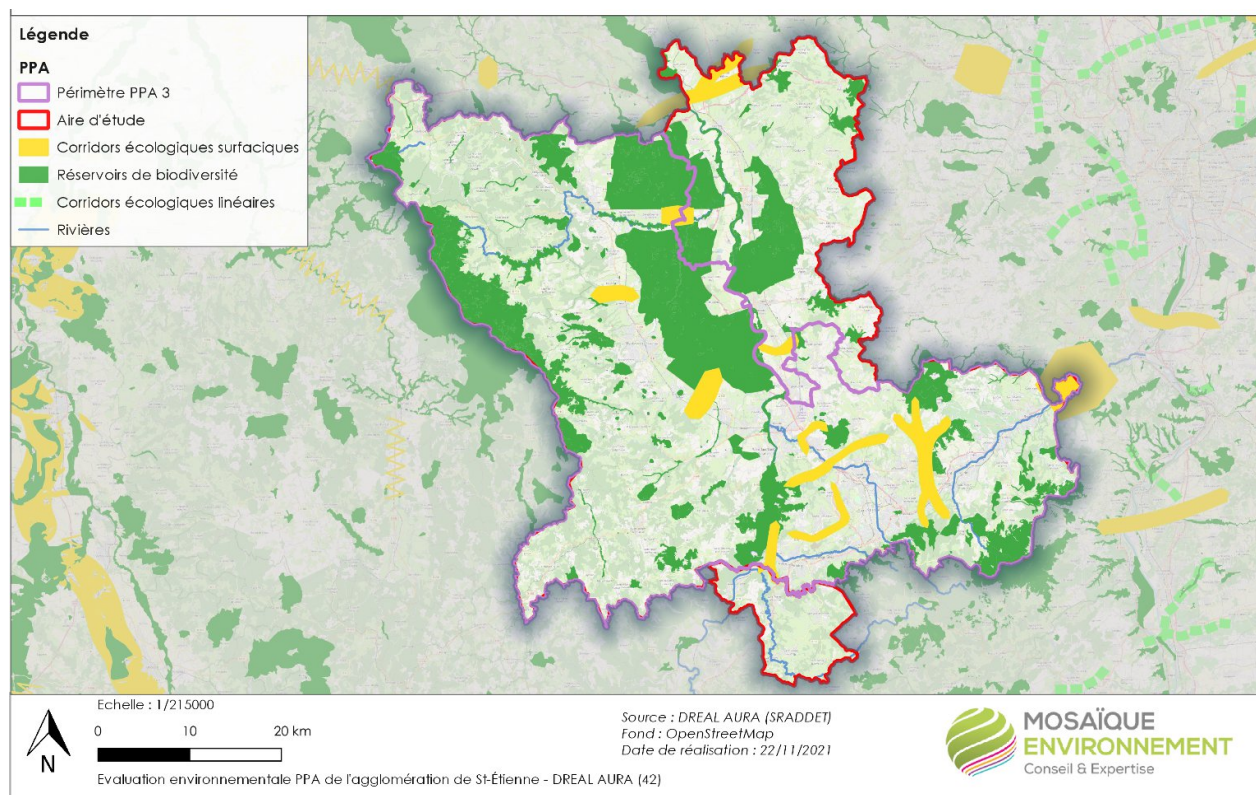 Légende
PPA
Périmètre PPA 3
Aire d'étude
Corridors écologiques surfaciques
Réservoirs de biodiversité
Corridors écologiques linéaires
Rivières
N
Echelle : 1/215000
0 10 20 km
Evaluation environnementale PPA de l'agglomération de St-Étienne - DREAL AURA (42)
Source : DREAL AURA (SRADDET)
Fond : OpenStreetMap
Date de réalisation : 22/11/2021
MOSAÏQUE
ENVIRONNEMENT
Conseil & Expertise